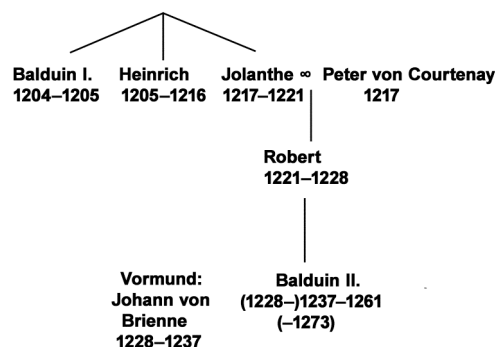 Balduin I. Heinrich Jolanthe ∞ Peter von Courtenay
1204–1205 1205–1216 1217–1221 1217
Robert
1221–1228
Vormund: Balduin II.
Johann von (1228–)1237–1261
Brienne (–1273)
1228–1237